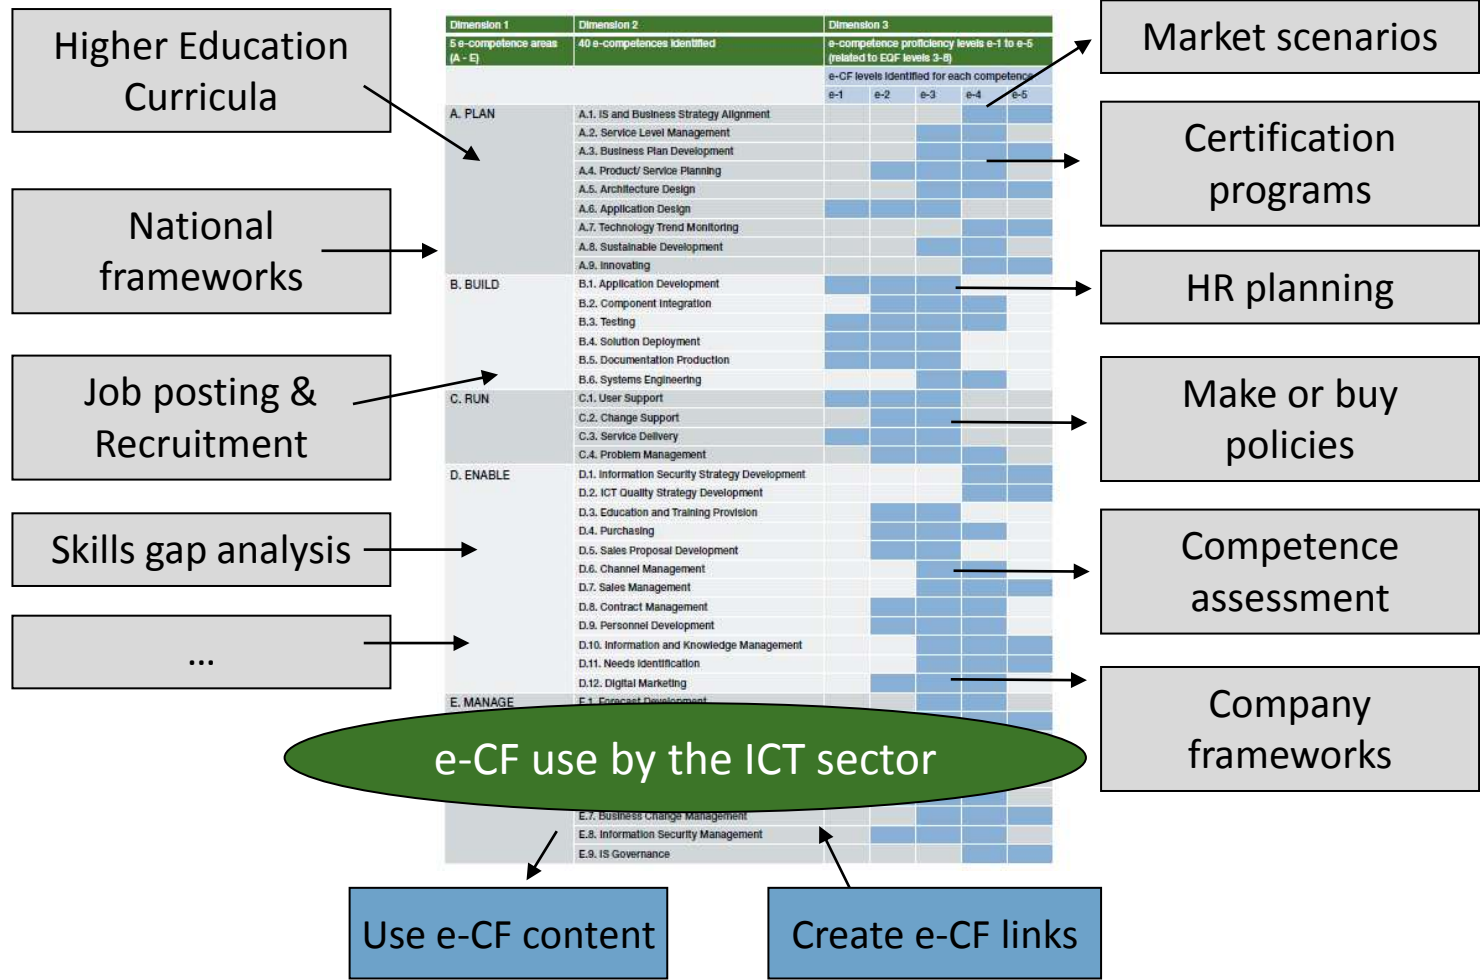 Higher Education
Curricula
National
frameworks
Job posting &
Recruitment
Skills gap analysis
...
Dimension 1
Dimension 2
Dimension 3
5 e-competence areas
(A - E)
40 e-competences identified
e-competence proficiency levels e-1 to e-5
(related to EQF levels 3-8)
e-CF levels identified for each competence
e-1 e-2 e-3 e-4 e-5
A. PLAN
A.1. IS and Business Strategy Alignment
A.2. Service Level Management
A.3. Business Plan Development
A.4. Product/ Service Planning
A.5. Architecture Design
A.6. Application Design
A.7. Technology Trend Monitoring
A.8. Sustainable Development
A.9. Innovating
B. BUILD
B.1. Application Development
B.2. Component Integration
B.3. Testing
B.4. Solution Deployment
B.5. Documentation Production
B.6. Systems Engineering
C. RUN
C.1. User Support
C.2. Change Support
C.3. Service Delivery
C.4. Problem Management
D. ENABLE
D.1. Information Security Strategy Development
D.2. ICT Quality Strategy Development
D.3. Education and Training Provision
D.4. Purchasing
D.5. Sales Proposal Development
D.6. Channel Management
D.7. Sales Management
D.8. Contract Management
D.9. Personnel Development
D.10. Information and Knowledge Management
D.11. Needs Identification
D.12. Digital Marketing
E. MANAGE
E.1. Forecast Development
e-CF use by the ICT sector
E.7. Business Change Management
E.8. Information Security Management
E.9. IS Governance
Market scenarios
Certification
programs
HR planning
Make or buy
policies
Competence
assessment
Company
frameworks
Use e-CF content
Create e-CF links